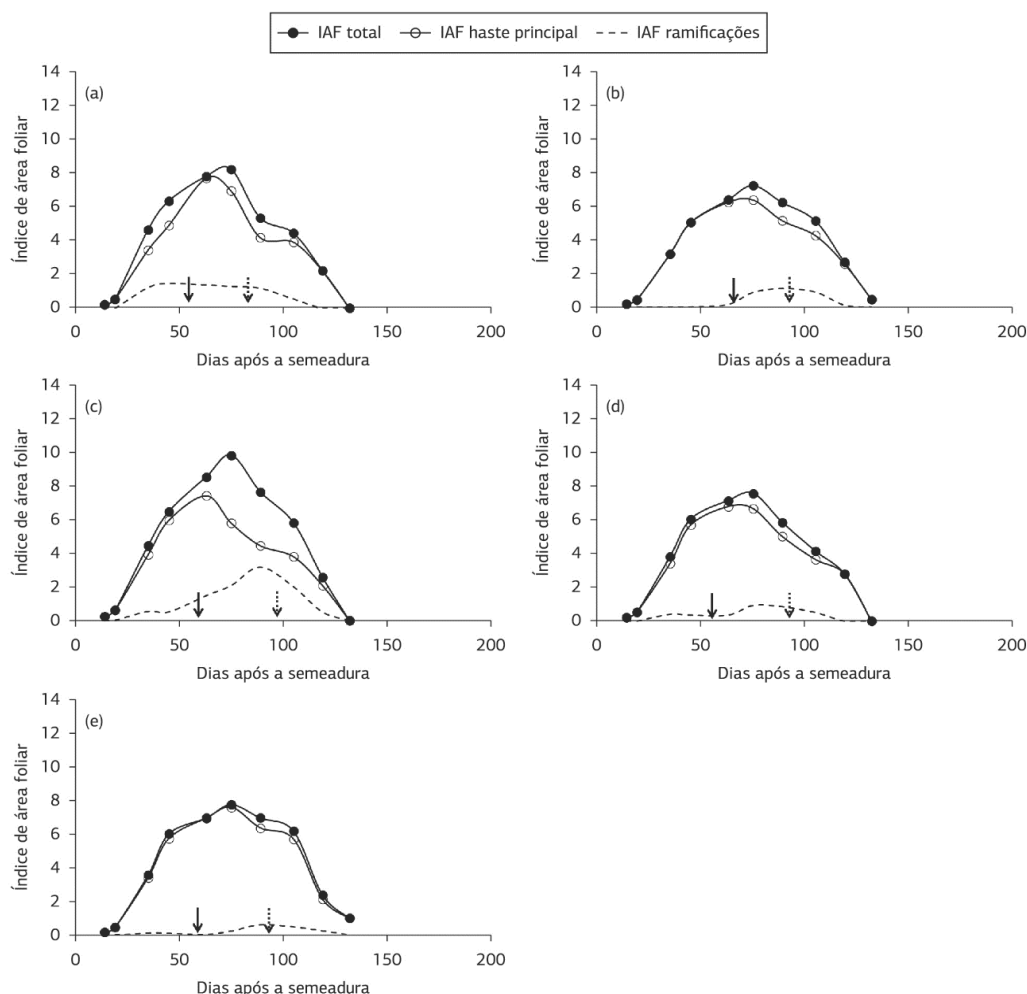 IAF total IAF haste principal IAF ramificações
(a)
Índice de área foliar
14
12
10
8
6
4
2
0
0 50 100 150 200
Dias após a semeadura
(b)
Índice de área foliar
14
12
10
8
6
4
2
0
0 50 100 150 200
Dias após a semeadura
(c)
Índice de área foliar
14
12
10
8
6
4
2
0
0 50 100 150 200
Dias após a semeadura
(d)
Índice de área foliar
14
12
10
8
6
4
2
0
0 50 100 150 200
Dias após a semeadura
(e)
Índice de área foliar
14
12
10
8
6
4
2
0
0 50 100 150 200
Dias após a semeadura